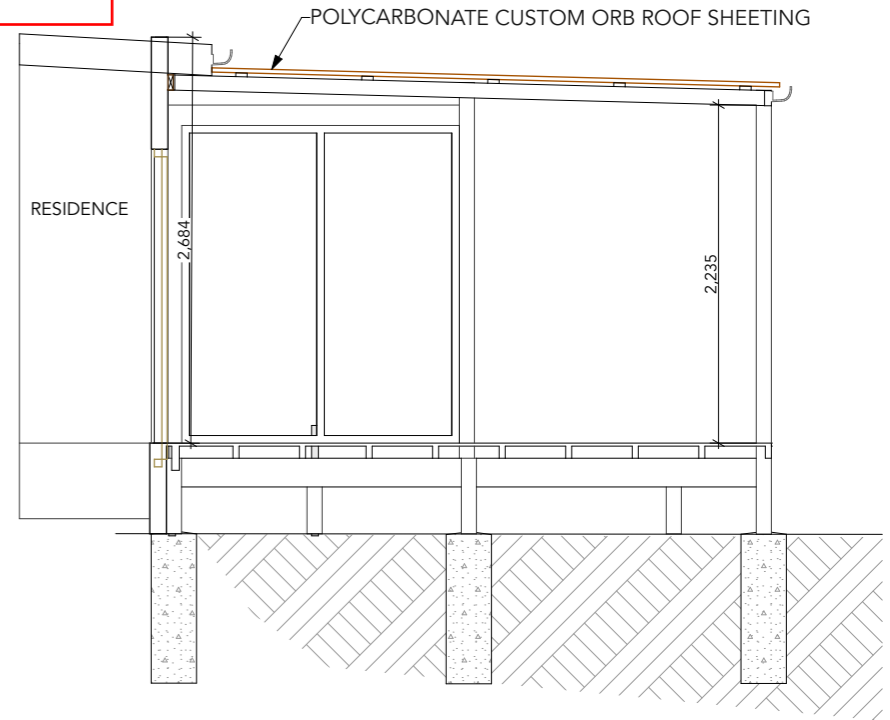 POLYCARBONATE CUSTOM ORB ROOF SHEETING
RESIDENCE
2,684
2,235